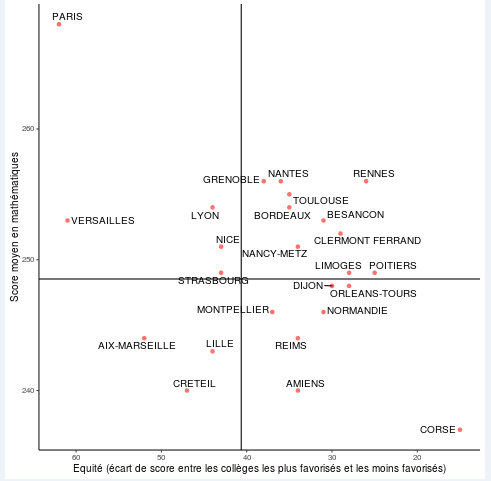 PARIS
260
GRENOBLE
NANTES
RENNES
TOULOUSE
LYON
BORDEAUX
BESANCON
VERSAILLES
NICE
CLERMONT FERRAND
NANCY-METZ
250
LIMOGES
POITIERS
STRASBOURG
DIJON
ORLEANS-TOURS
MONTPELLIER
NORMANDIE
AIX-MARSEILLE
LILLE
REIMS
CRETEIL
AMIENS
240
CORSE
Score moyen en mathématiques
60
50
40
30
20
Equité (écart de score entre les collèges les plus favorisés et les moins favorisés)